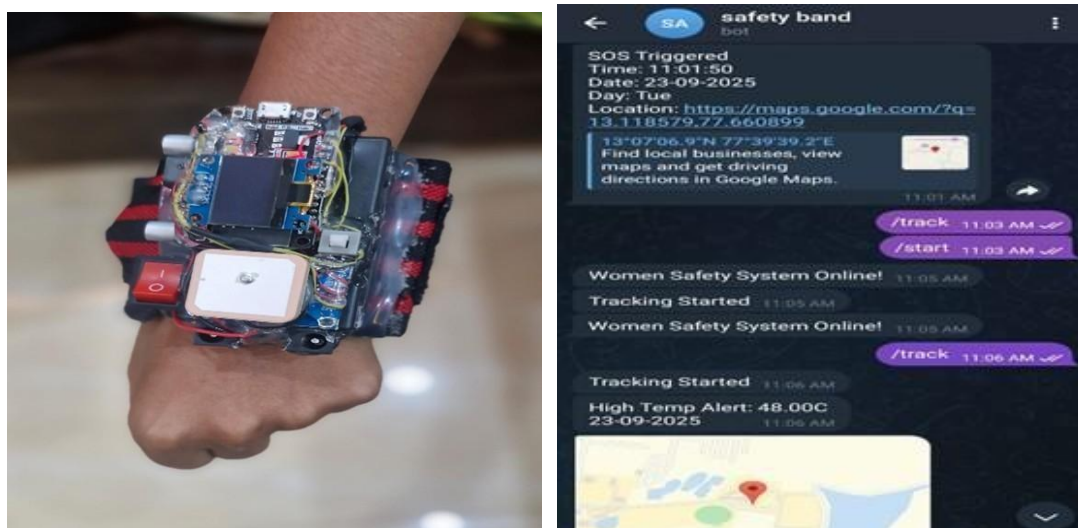 SA
safety band
bot
SOS Triggered
Time: 11:01:50
Date: 23-09-2025
Day: Tue
Location: https://maps.google.com/?q=
13.118579,77.660899
13°07'06.9"N 77°39'39.2"E
Find local businesses, view
maps and get driving
directions in Google Maps.
11:01 AM
/track 11:03 AM
/start 11:03 AM
Women Safety System Online! 11:05 AM
Tracking Started 11:05 AM
Women Safety System Online! 11:05 AM
/track 11:06 AM
Tracking Started 11:06 AM
High Temp Alert: 48.00C
23-09-2025 11:06 AM